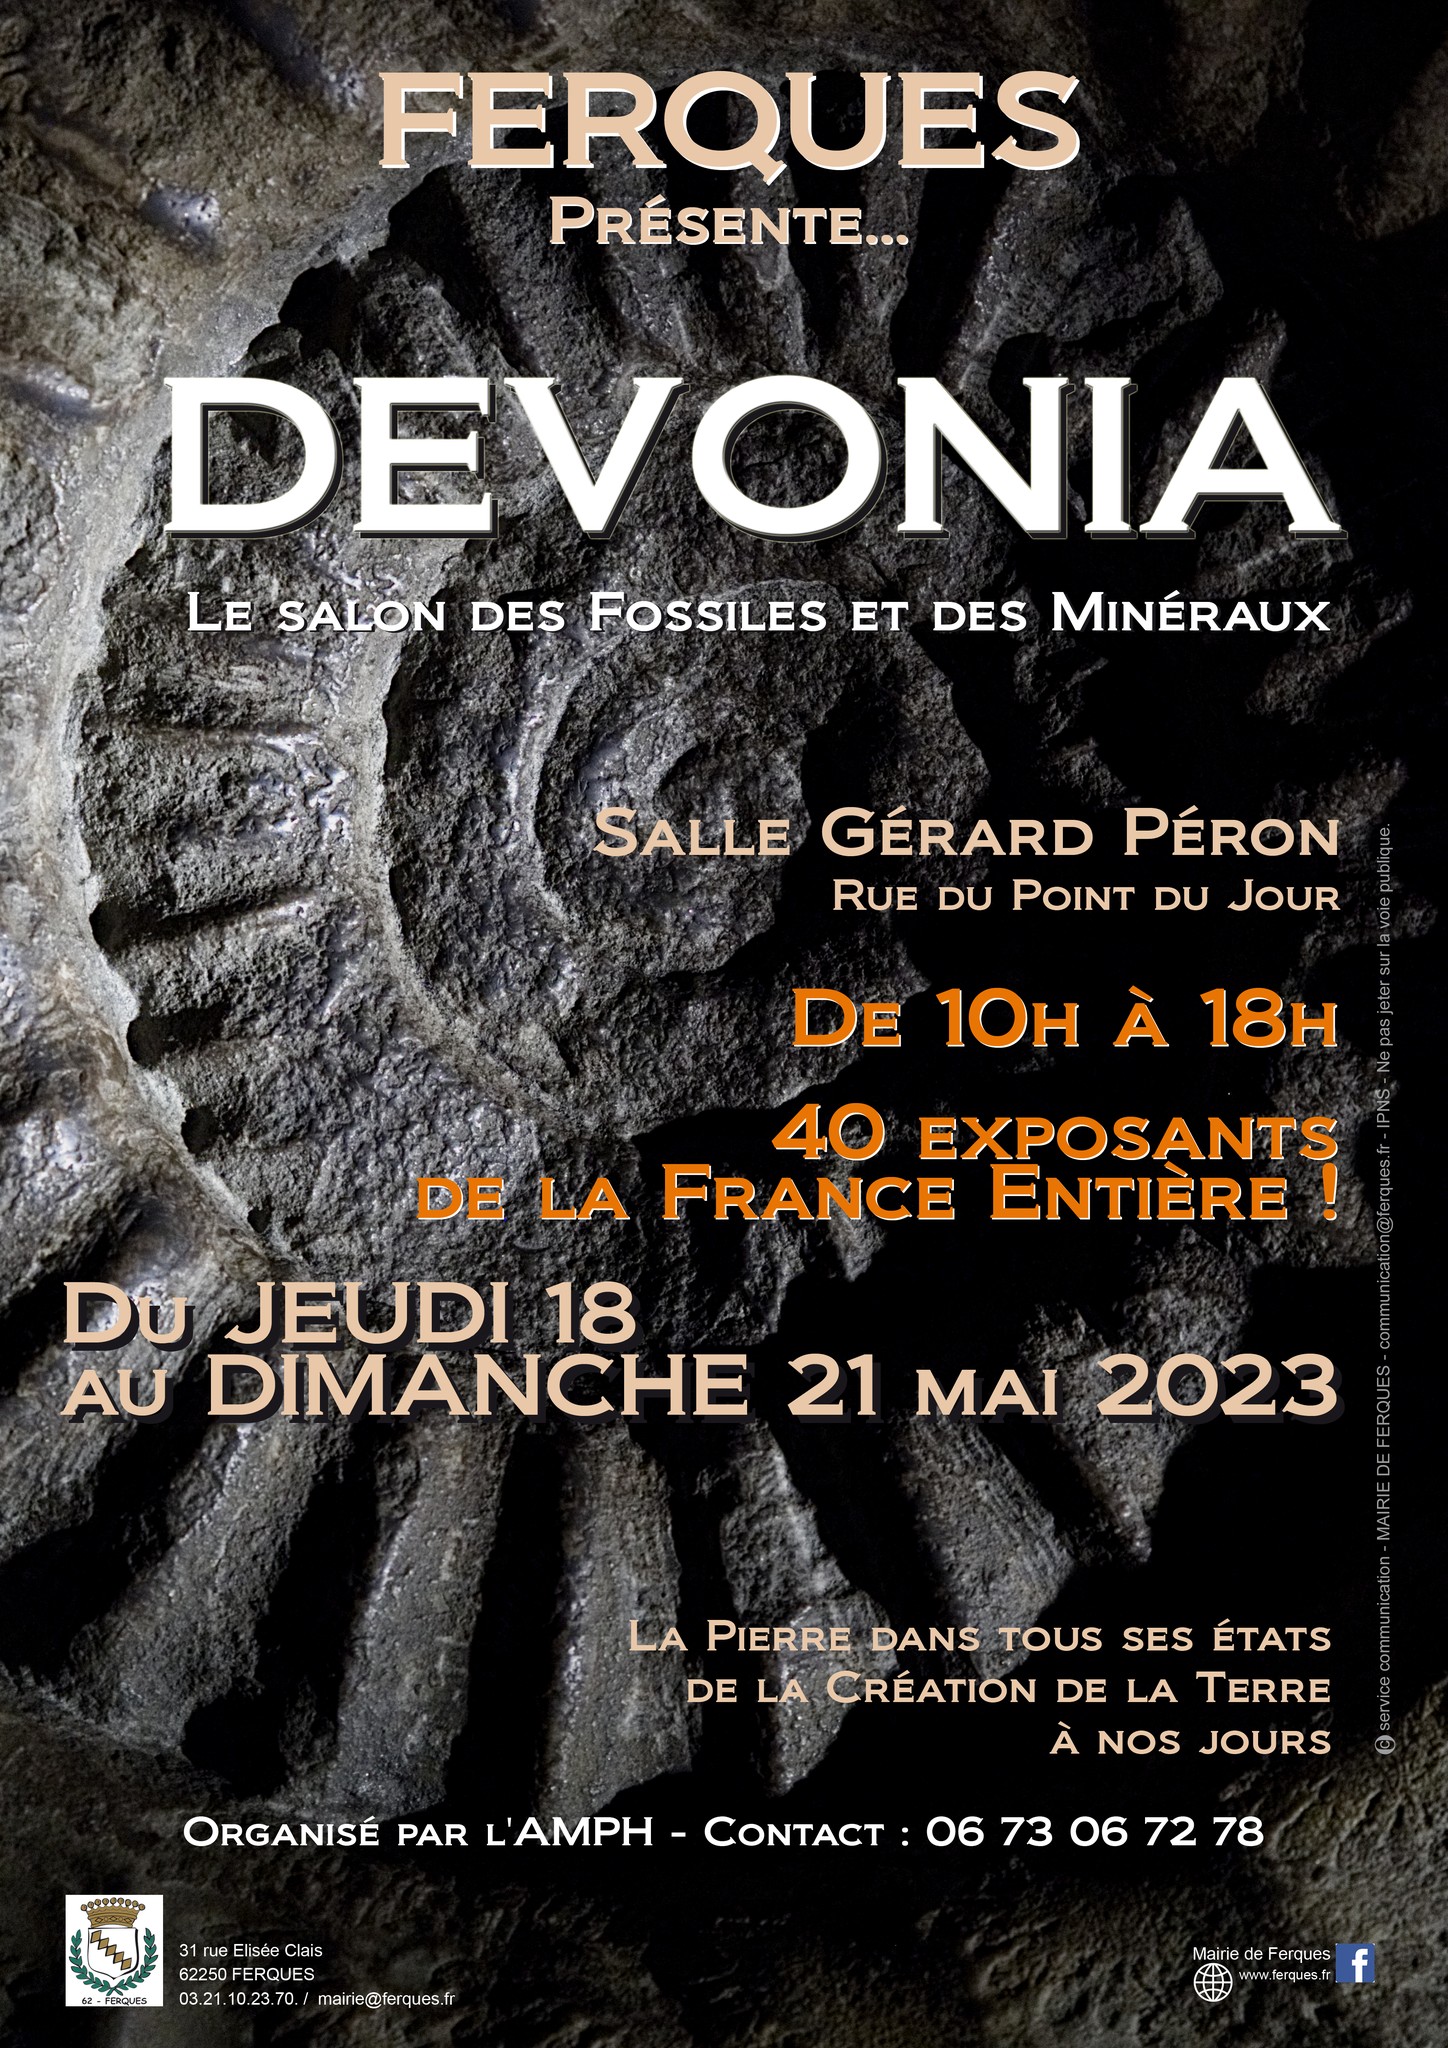 FERQUES
PRÉSENTE...
DEVONIA
LE SALON DES FOSSILES ET DES MINÉRAUX
SALLE GÉRARD PÉRON
RUE DU POINT DU JOUR
DE 10H À 18H
40 EXPOSANTS
DE LA FRANCE ENTIÈRE !
DU JEUDI 18
AU DIMANCHE 21 MAI 2023
LA PIERRE DANS TOUS SES ÉTATS
DE LA CRÉATION DE LA TERRE
À NOS JOURS
ORGANISÉ PAR L'AMPH - CONTACT : 06 73 06 72 78
62 - FERQUES
31 rue Elisée Clais
62250 FERQUES
03.21.10.23.70. / mairie@ferques.fr
Mairie de Ferques
f
www.ferques.fr
© service communication - MAIRIE DE FERQUES - communication@ferques.fr - IPNS - Ne pas jeter sur la voie publique.